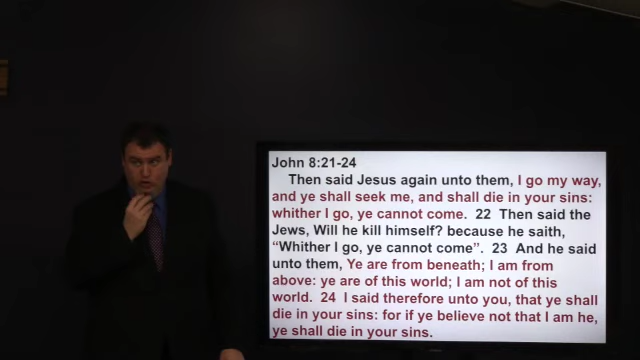 John 8:21-24
Then said Jesus again unto them, I go my way,
and ye shall seek me, and shall die in your sins:
whither I go, ye cannot come. 22 Then said the
Jews, Will he kill himself? because he saith,
“Whither I go, ye cannot come”. 23 And he said
unto them, Ye are from beneath; I am from
above: ye are of this world; I am not of this
world. 24 I said therefore unto you, that ye shall
die in your sins: for if ye believe not that I am he,
ye shall die in your sins.